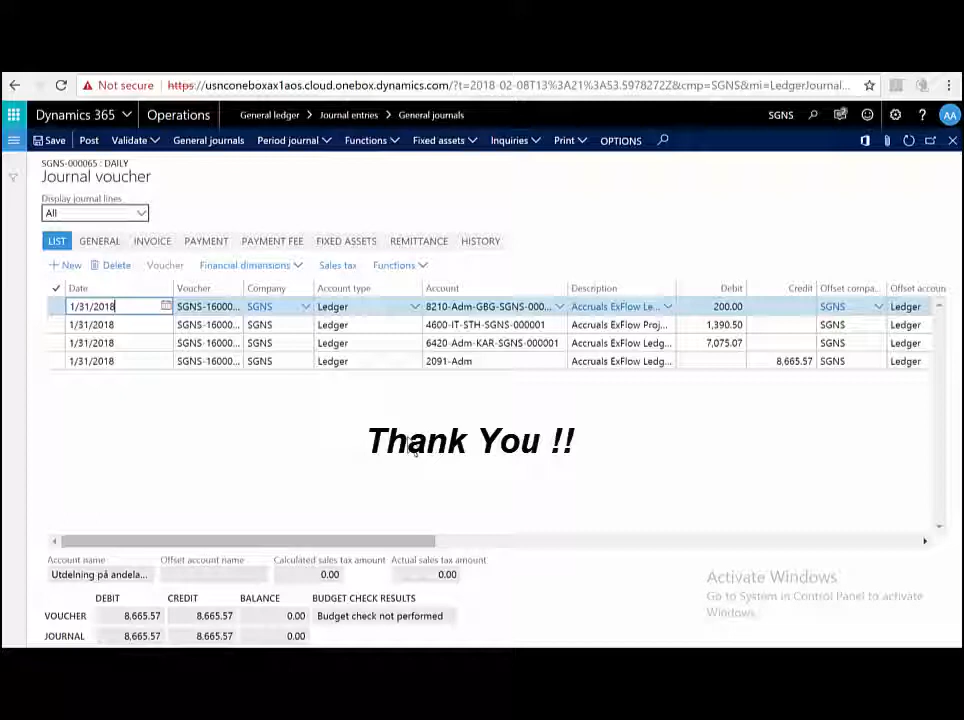 Not secure https://usnconeboxax1aos.cloud.onebox.dynamics.com/?t=2018-02-08T13%3A21%3A53.5978272Z&cmp=SGNS&mi=LedgerJournal...
Dynamics 365 Operations General ledger > Journal entries > General journals SGNS ? AA
Save Post Validate General journals Period journal Functions Fixed assets Inquiries Print OPTIONS
SGNS-000065 : DAILY
Journal voucher
Display journal lines
All
LIST GENERAL INVOICE PAYMENT PAYMENT FEE FIXED ASSETS REMITTANCE HISTORY
+ New Delete Voucher Financial dimensions Sales tax Functions
Date Voucher Company Account type Account Description Debit Credit Offset compa... Offset accoun
1/31/2018 SGNS-16000... SGNS Ledger 8210-Adm-GBG-SGNS-000... Accruals ExFlow Le... 200.00 SGNS Ledger
1/31/2018 SGNS-16000... SGNS Ledger 4600-IT-STH-SGNS-000001 Accruals ExFlow Proj... 1,390.50 SGNS Ledger
1/31/2018 SGNS-16000... SGNS Ledger 6420-Adm-KAR-SGNS-000001 Accruals ExFlow Ledg... 7,075.07 SGNS Ledger
1/31/2018 SGNS-16000... SGNS Ledger 2091-Adm Accruals ExFlow Ledg... 8,665.57 SGNS Ledger
Thank You !!
Account name Offset account name Calculated sales tax amount Actual sales tax amount
Utdelning på andela... 0.00 0.00
DEBIT CREDIT BALANCE BUDGET CHECK RESULTS
VOUCHER 8,665.57 8,665.57 0.00 Budget check not performed
JOURNAL 8,665.57 8,665.57 0.00
Activate Windows
Go to System in Control Panel to activate
Windows.